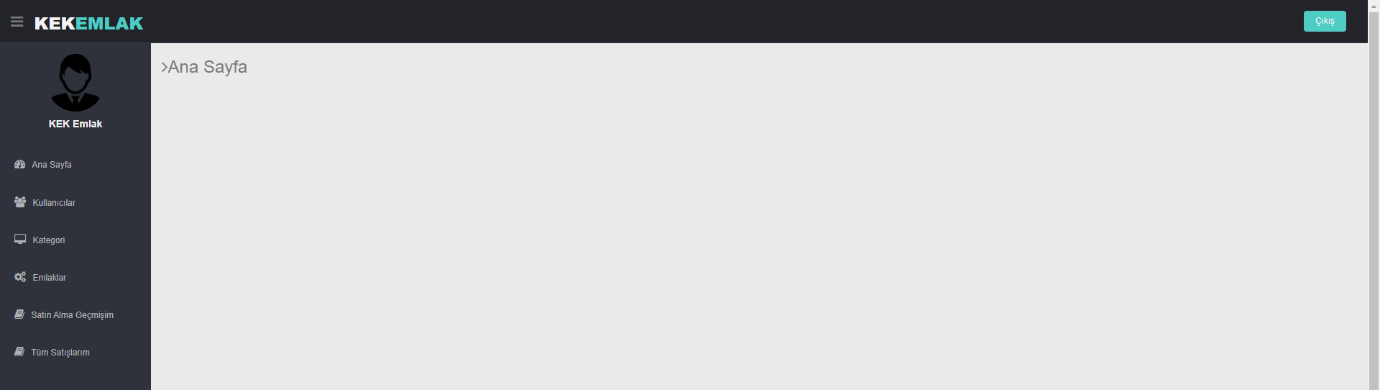 KEKEMLAK
Çıkış
>Ana Sayfa
KEK Emlak
Ana Sayfa
Kullanıcılar
Kategori
Emlaklar
Satın Alma Geçmişim
Tüm Satışlarım